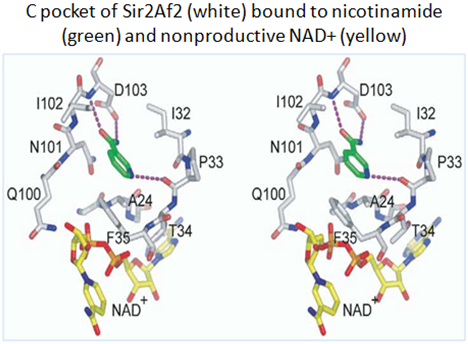 C pocket of Sir2Af2 (white) bound to nicotinamide
(green) and nonproductive NAD+ (yellow)
D103
I102
I32
N101
P33
Q100
A24
F35
T34
NAD+
D103
I102
I32
N101
P33
Q100
A24
F35
T34
NAD+